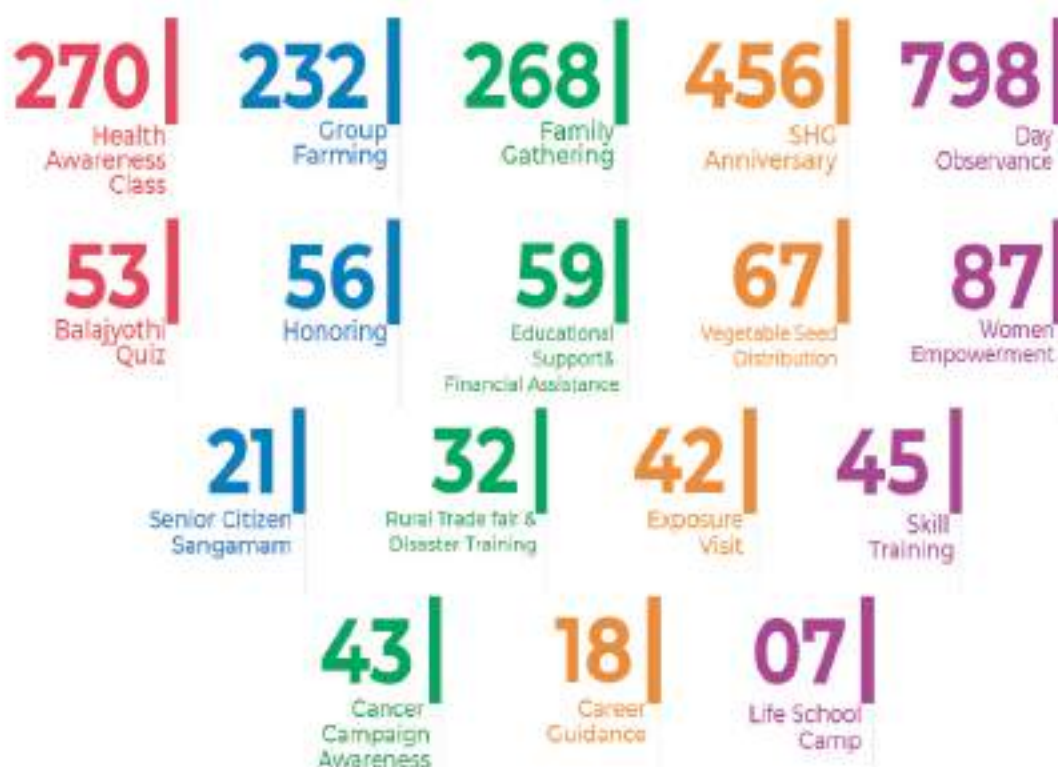 270
Health
Awareness
Class
232
Group
Farming
268
Family
Gathering
456
SHG
Anniversary
798
Day
Observance
53
Balajyothi
Quiz
56
Honoring
59
Educational
Support&
Financial Assistance
67
Vegetable Seed
Distribution
87
Women
Empowerment
21
Senior Citizen
Sangamam
32
Rural Trade fair &
Disaster Training
42
Exposure
Visit
45
Skill
Training
43
Cancer
Campaign
Awareness
18
Career
Guidance
07
Life School
Camp